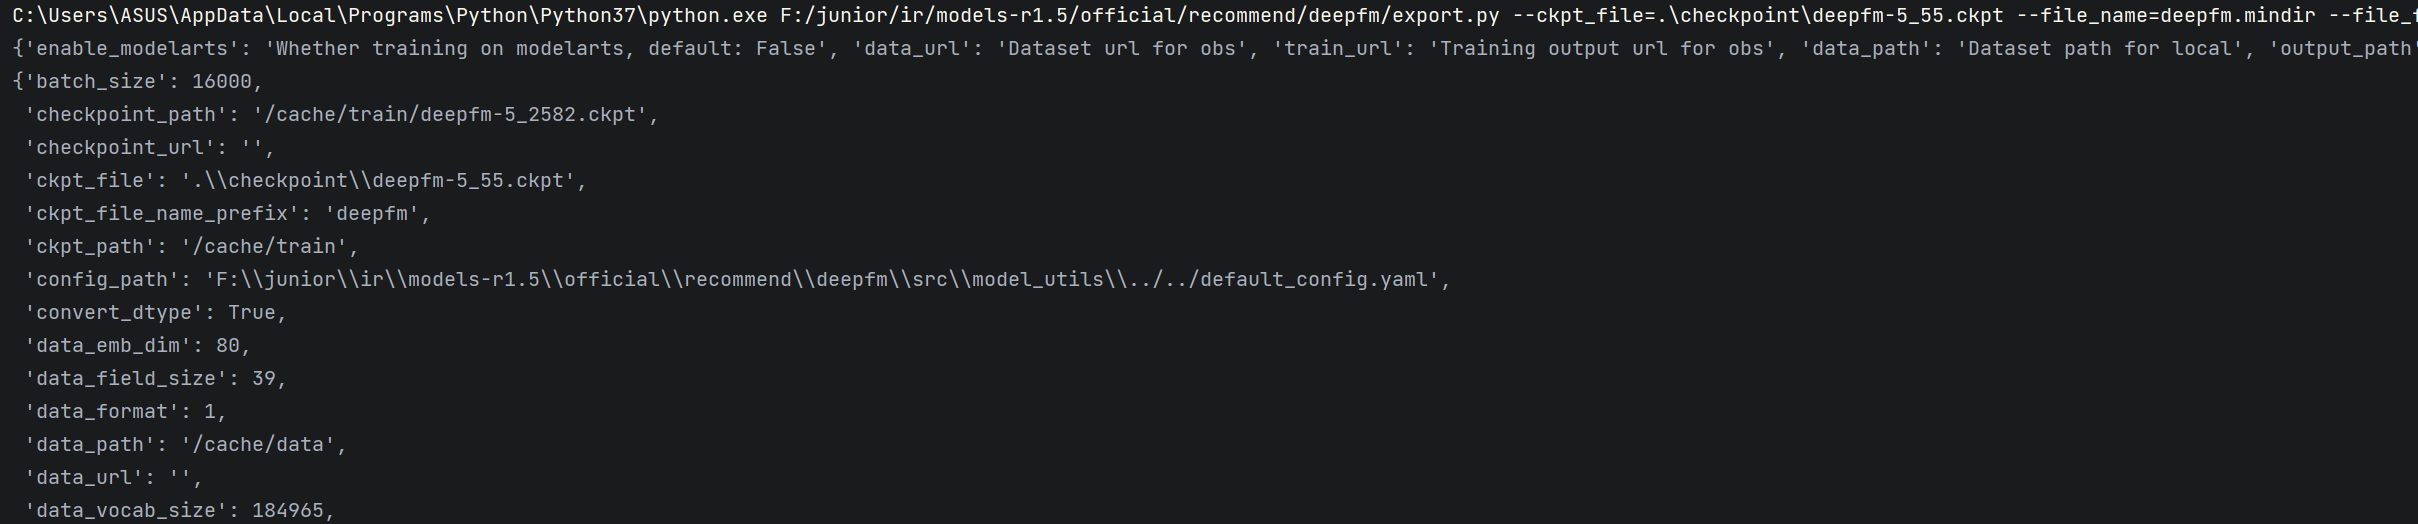 C:\Users\ASUS\AppData\Local\Programs\Python\Python37\python.exe F:/junior/ir/models-r1.5/official/recommend/deepfm/export.py --ckpt_file=.\checkpoint\deepfm-5_55.ckpt --file_name=deepfm.mindir --file_f
{'enable_modelarts': 'Whether training on modelarts, default: False', 'data_url': 'Dataset url for obs', 'train_url': 'Training output url for obs', 'data_path': 'Dataset path for local', 'output_path'
{'batch_size': 16000,
 'checkpoint_path': '/cache/train/deepfm-5_2582.ckpt',
 'checkpoint_url': '',
 'ckpt_file': '.\\checkpoint\\deepfm-5_55.ckpt',
 'ckpt_file_name_prefix': 'deepfm',
 'ckpt_path': '/cache/train',
 'config_path': 'F:\\junior\\ir\\models-r1.5\\official\\recommend\\deepfm\\src\\model_utils\\../../default_config.yaml',
 'convert_dtype': True,
 'data_emb_dim': 80,
 'data_field_size': 39,
 'data_format': 1,
 'data_path': '/cache/data',
 'data_url': '',
 'data_vocab_size': 184965,